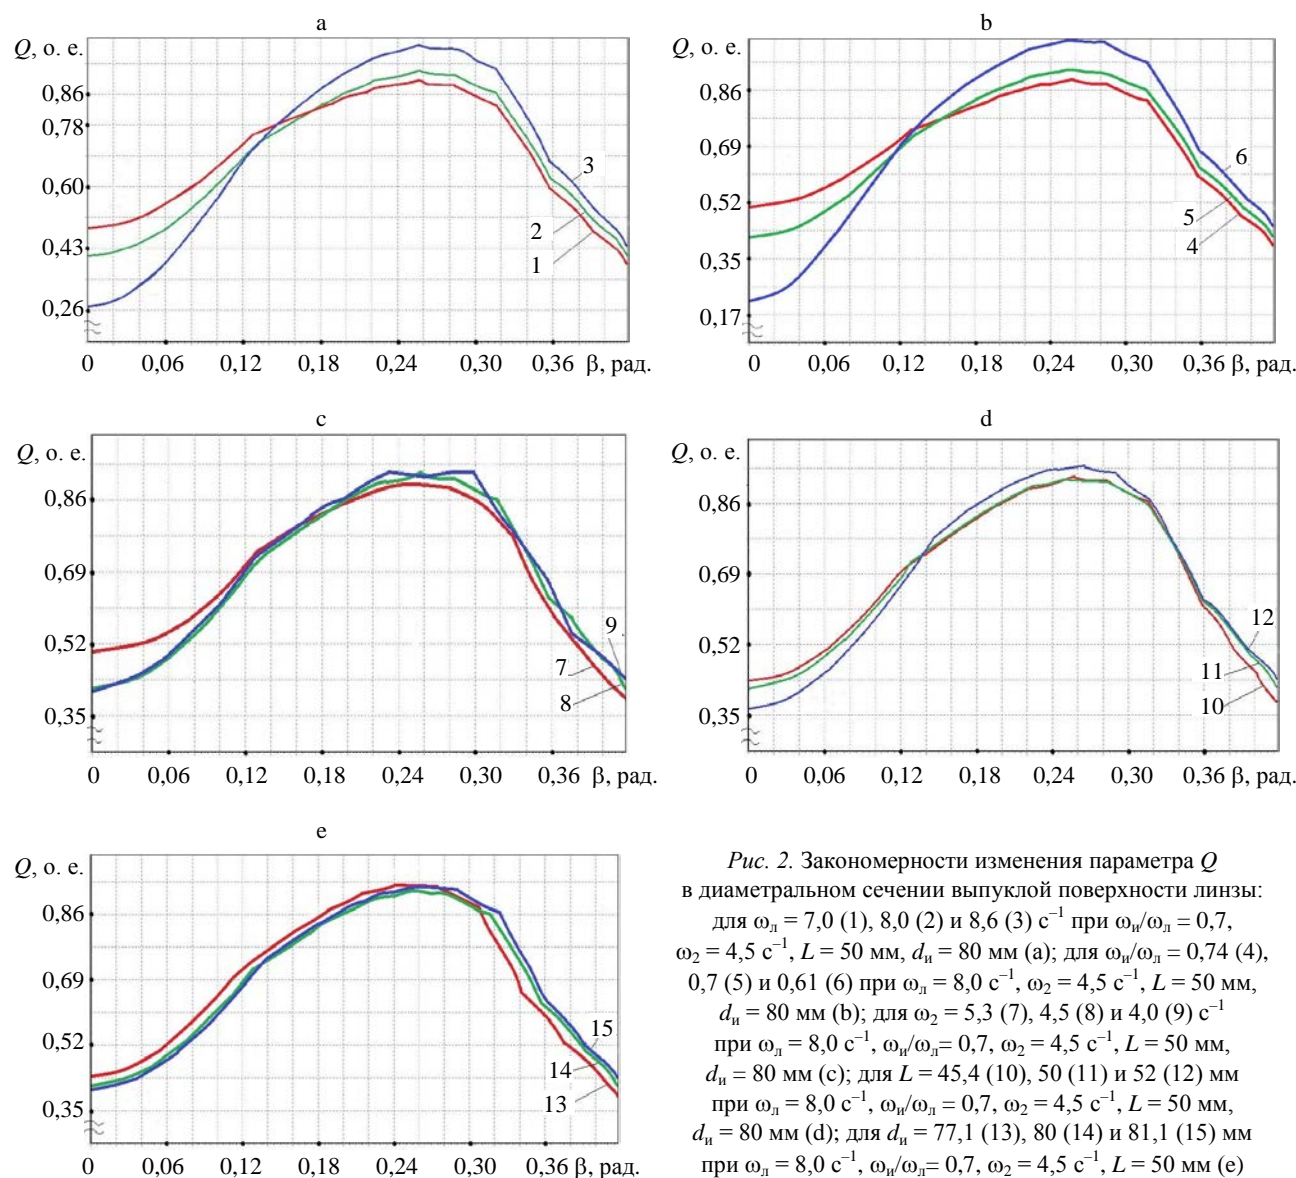 a
Q, о. е.
0,86
0,78
0,60
0,43
0,26
3
2
1
0 0,06 0,12 0,18 0,24 0,30 0,36 β, рад.
b
Q, о. е.
0,86
0,69
0,52
0,35
0,17
6
5
4
0 0,06 0,12 0,18 0,24 0,30 0,36 β, рад.
c
Q, о. е.
0,86
0,69
0,52
0,35
9
7
8
0 0,06 0,12 0,18 0,24 0,30 0,36 β, рад.
d
Q, о. е.
0,86
0,69
0,52
0,35
12
11
10
0 0,06 0,12 0,18 0,24 0,30 0,36 β, рад.
e
Q, о. е.
0,86
0,69
0,52
0,35
15
14
13
0 0,06 0,12 0,18 0,24 0,30 0,36 β, рад.
Рис. 2. Закономерности изменения параметра Q
в диаметральном сечении выпуклой поверхности линзы:
для ωл = 7,0 (1), 8,0 (2) и 8,6 (3) с⁻¹ при ωи/ωл = 0,7,
ω₂ = 4,5 с⁻¹, L = 50 мм, dи = 80 мм (a); для ωи/ωл = 0,74 (4),
0,7 (5) и 0,61 (6) при ωл = 8,0 с⁻¹, ω₂ = 4,5 с⁻¹, L = 50 мм,
dи = 80 мм (b); для ω₂ = 5,3 (7), 4,5 (8) и 4,0 (9) с⁻¹
при ωл = 8,0 с⁻¹, ωи/ωл= 0,7, ω₂ = 4,5 с⁻¹, L = 50 мм,
dи = 80 мм (c); для L = 45,4 (10), 50 (11) и 52 (12) мм
при ωл = 8,0 с⁻¹, ωи/ωл = 0,7, ω₂ = 4,5 с⁻¹, L = 50 мм,
dи = 80 мм (d); для dи = 77,1 (13), 80 (14) и 81,1 (15) мм
при ωл = 8,0 с⁻¹, ωи/ωл= 0,7, ω₂ = 4,5 с⁻¹, L = 50 мм (e)